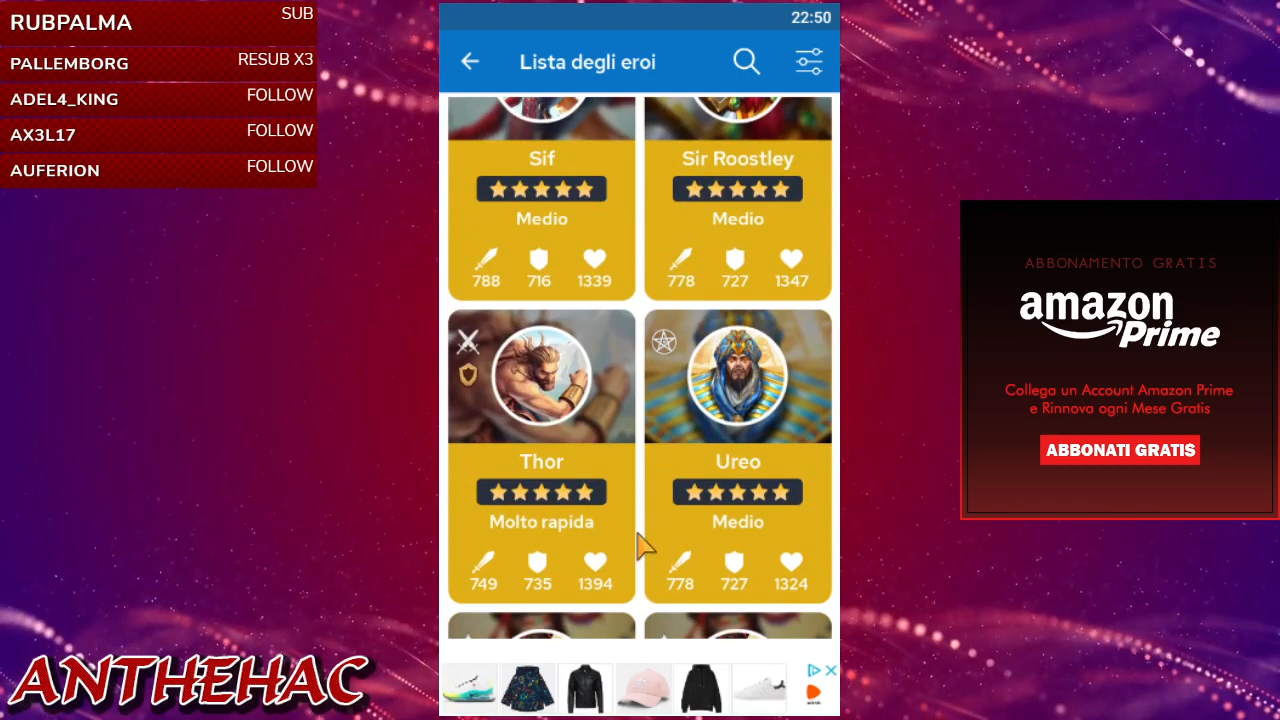 RUBPALMA SUB
PALLEMBORG RESUB X3
ADEL4_KING FOLLOW
AX3L17 FOLLOW
AUFERION FOLLOW
22:50
Lista degli eroi
Sif
Medio
788 716 1339
Sir Roostley
Medio
778 727 1347
Thor
Molto rapida
749 735 1394
Ureo
Medio
778 727 1324
ABBONAMENTO GRATIS
amazon
Prime
Collega un Account Amazon Prime
e Rinnova ogni Mese Gratis
ABBONATI GRATIS
ANTHEHAC